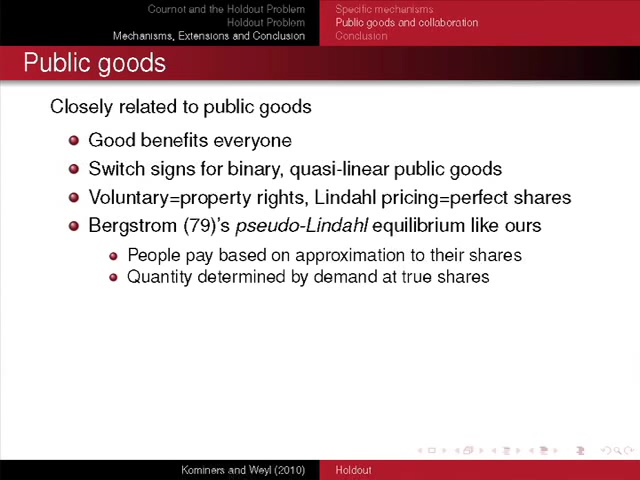 Cournot and the Holdout Problem
Holdout Problem
Mechanisms, Extensions and Conclusion
Specific mechanisms
Public goods and collaboration
Conclusion
Public goods
Closely related to public goods
Good benefits everyone
Switch signs for binary, quasi-linear public goods
Voluntary=property rights, Lindahl pricing=perfect shares
Bergstrom (79)'s pseudo-Lindahl equilibrium like ours
People pay based on approximation to their shares
Quantity determined by demand at true shares
Kominers and Weyl (2010)
Holdout